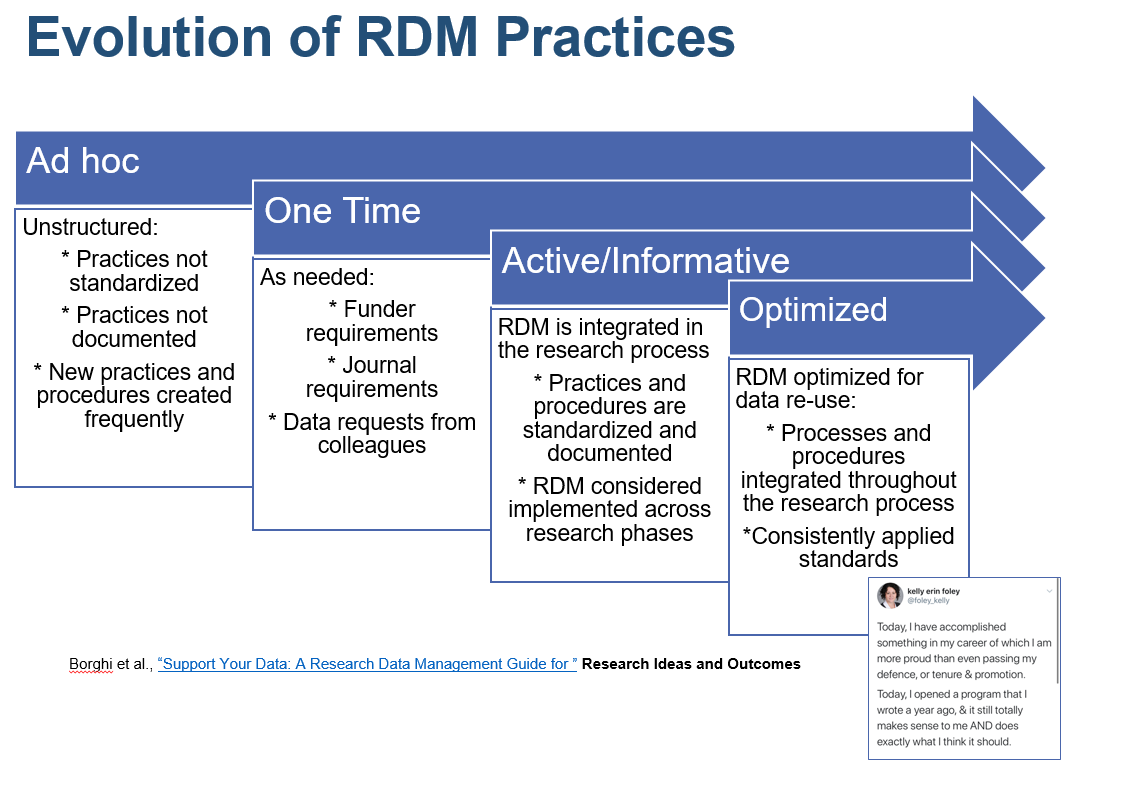 Evolution of RDM Practices
Ad hoc
Unstructured:
* Practices not
standardized
* Practices not
documented
* New practices and
procedures created
frequently
One Time
As needed:
* Funder
requirements
* Journal
requirements
* Data requests from
colleagues
Active/Informative
RDM is integrated in
the research process
* Practices and
procedures are
standardized and
documented
* RDM considered
implemented across
research phases
Optimized
RDM optimized for
data re-use:
* Processes and
procedures
integrated throughout
the research process
*Consistently applied
standards
kelly erin foley
@foley_kelly
Today, I have accomplished
something in my career of which I am
more proud than even passing my
defence, or tenure & promotion.
Today, I opened a program that I
wrote a year ago, & it still totally
makes sense to me AND does
exactly what I think it should.
Borghi et al., “Support Your Data: A Research Data Management Guide for ” Research Ideas and Outcomes